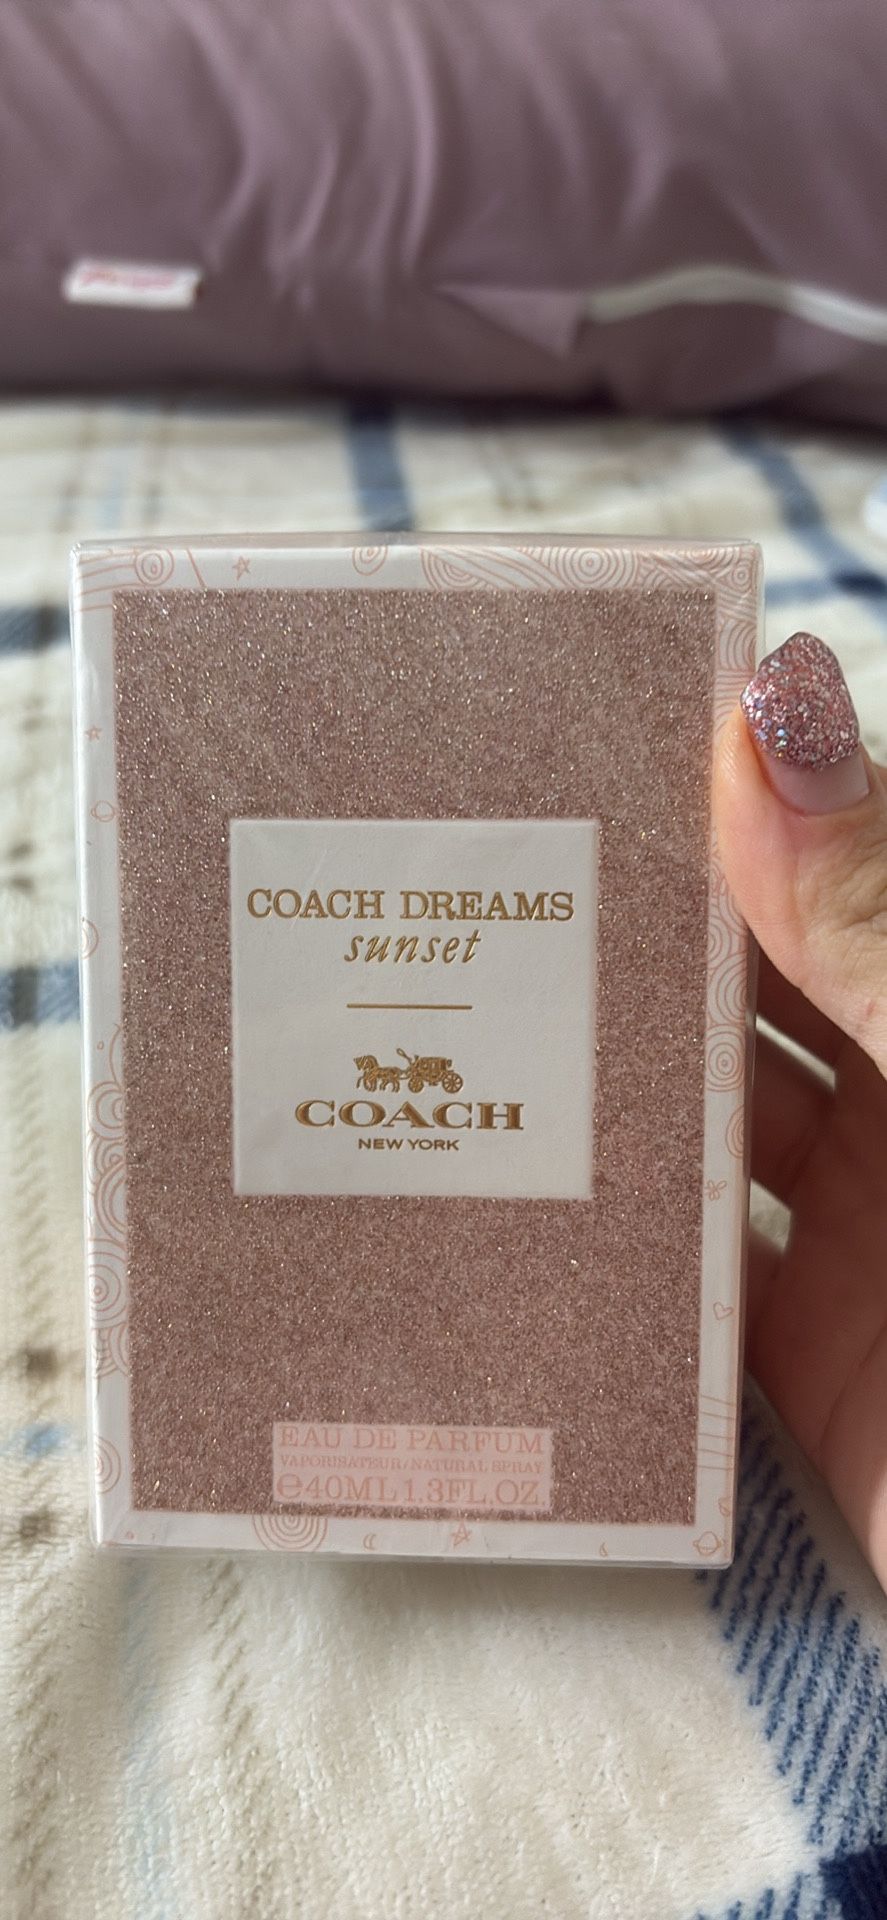 COACH DREAMS
sunset
COACH
NEW YORK
EAU DE PARFUM
VAPORISATEUR/NATURAL SPRAY
℮40ML 1.3FL.OZ.